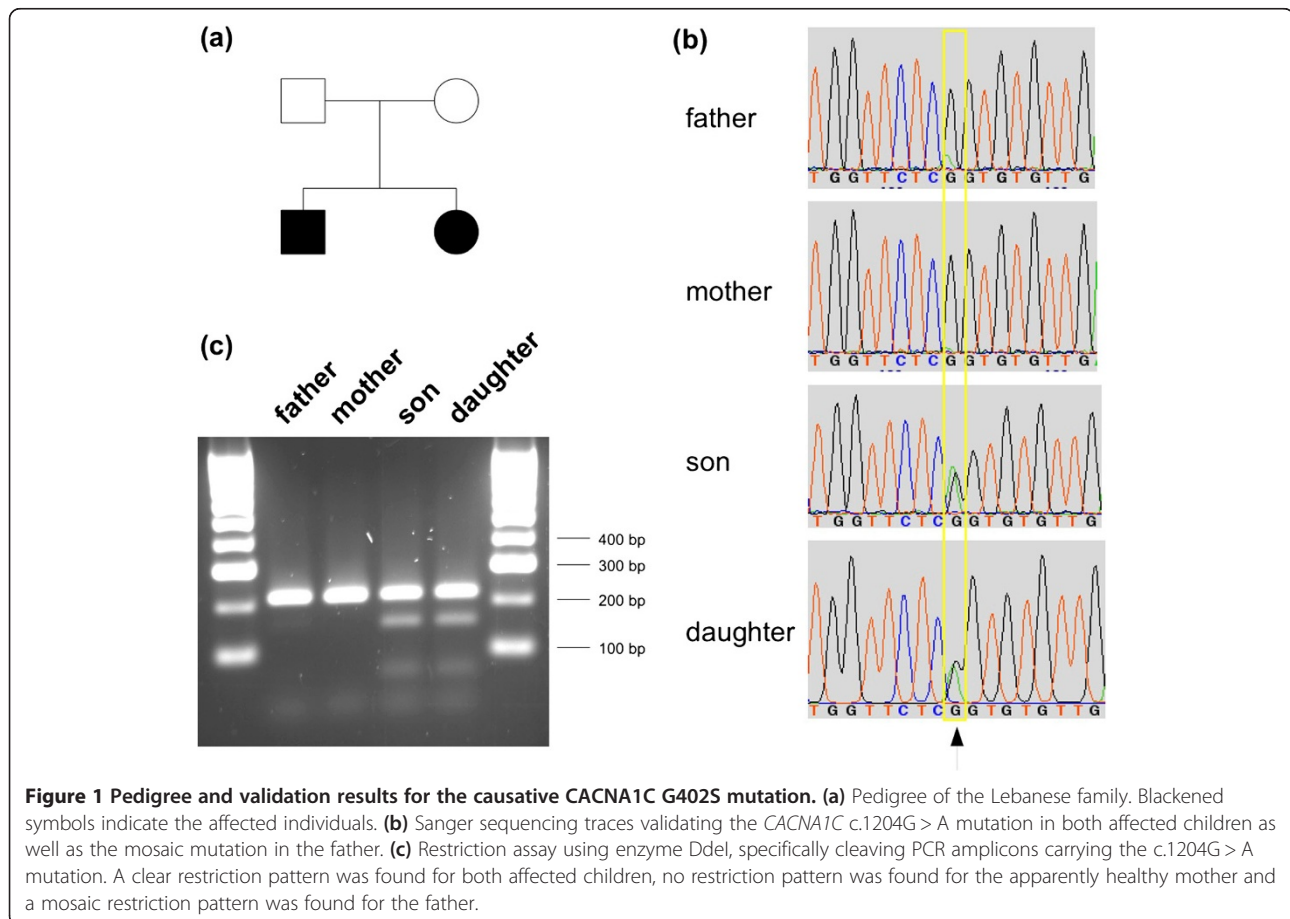 (a)
(b)
father
T G G T T C T C G G T G T G T T G
mother
T G G T T C T C G G T G T G T T G
son
T G G T T C T C G G T G T G T T G
daughter
T G G T T C T C G G T G T G T T G
(c)
father mother son daughter
400 bp
300 bp
200 bp
100 bp
Figure 1 Pedigree and validation results for the causative CACNA1C G402S mutation. (a) Pedigree of the Lebanese family. Blackened
symbols indicate the affected individuals. (b) Sanger sequencing traces validating the CACNA1C c.1204G > A mutation in both affected children as
well as the mosaic mutation in the father. (c) Restriction assay using enzyme DdeI, specifically cleaving PCR amplicons carrying the c.1204G > A
mutation. A clear restriction pattern was found for both affected children, no restriction pattern was found for the apparently healthy mother and
a mosaic restriction pattern was found for the father.